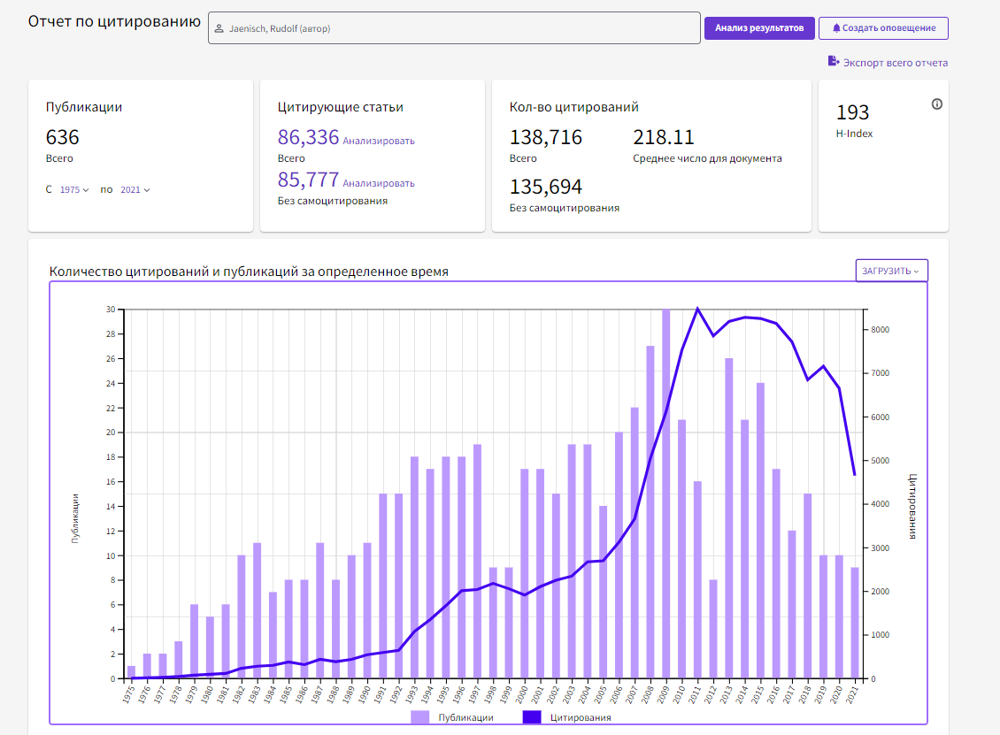 Отчет по цитированию
Jaenisch, Rudolf (автор)
Анализ результатов
Создать оповещение
Экспорт всего отчета
Публикации
636
Всего
С 1975 по 2021
Цитирующие статьи
86,336 Анализировать
Всего
85,777 Анализировать
Без самоцитирования
Кол-во цитирований
138,716
Всего
218.11
Среднее число для документа
135,694
Без самоцитирования
193
H-Index
Количество цитирований и публикаций за определенное время
ЗАГРУЗИТЬ
30
28
26
24
22
20
18
16
14
12
10
8
6
4
2
0
Публикации
8000
7000
6000
5000
4000
3000
2000
1000
0
Цитирования
1975 1976 1977 1978 1979 1980 1981 1982 1983 1984 1985 1986 1987 1988 1989 1990 1991 1992 1993 1994 1995 1996 1997 1998 1999 2000 2001 2002 2003 2004 2005 2006 2007 2008 2009 2010 2011 2012 2013 2014 2015 2016 2017 2018 2019 2020 2021
Публикации Цитирования